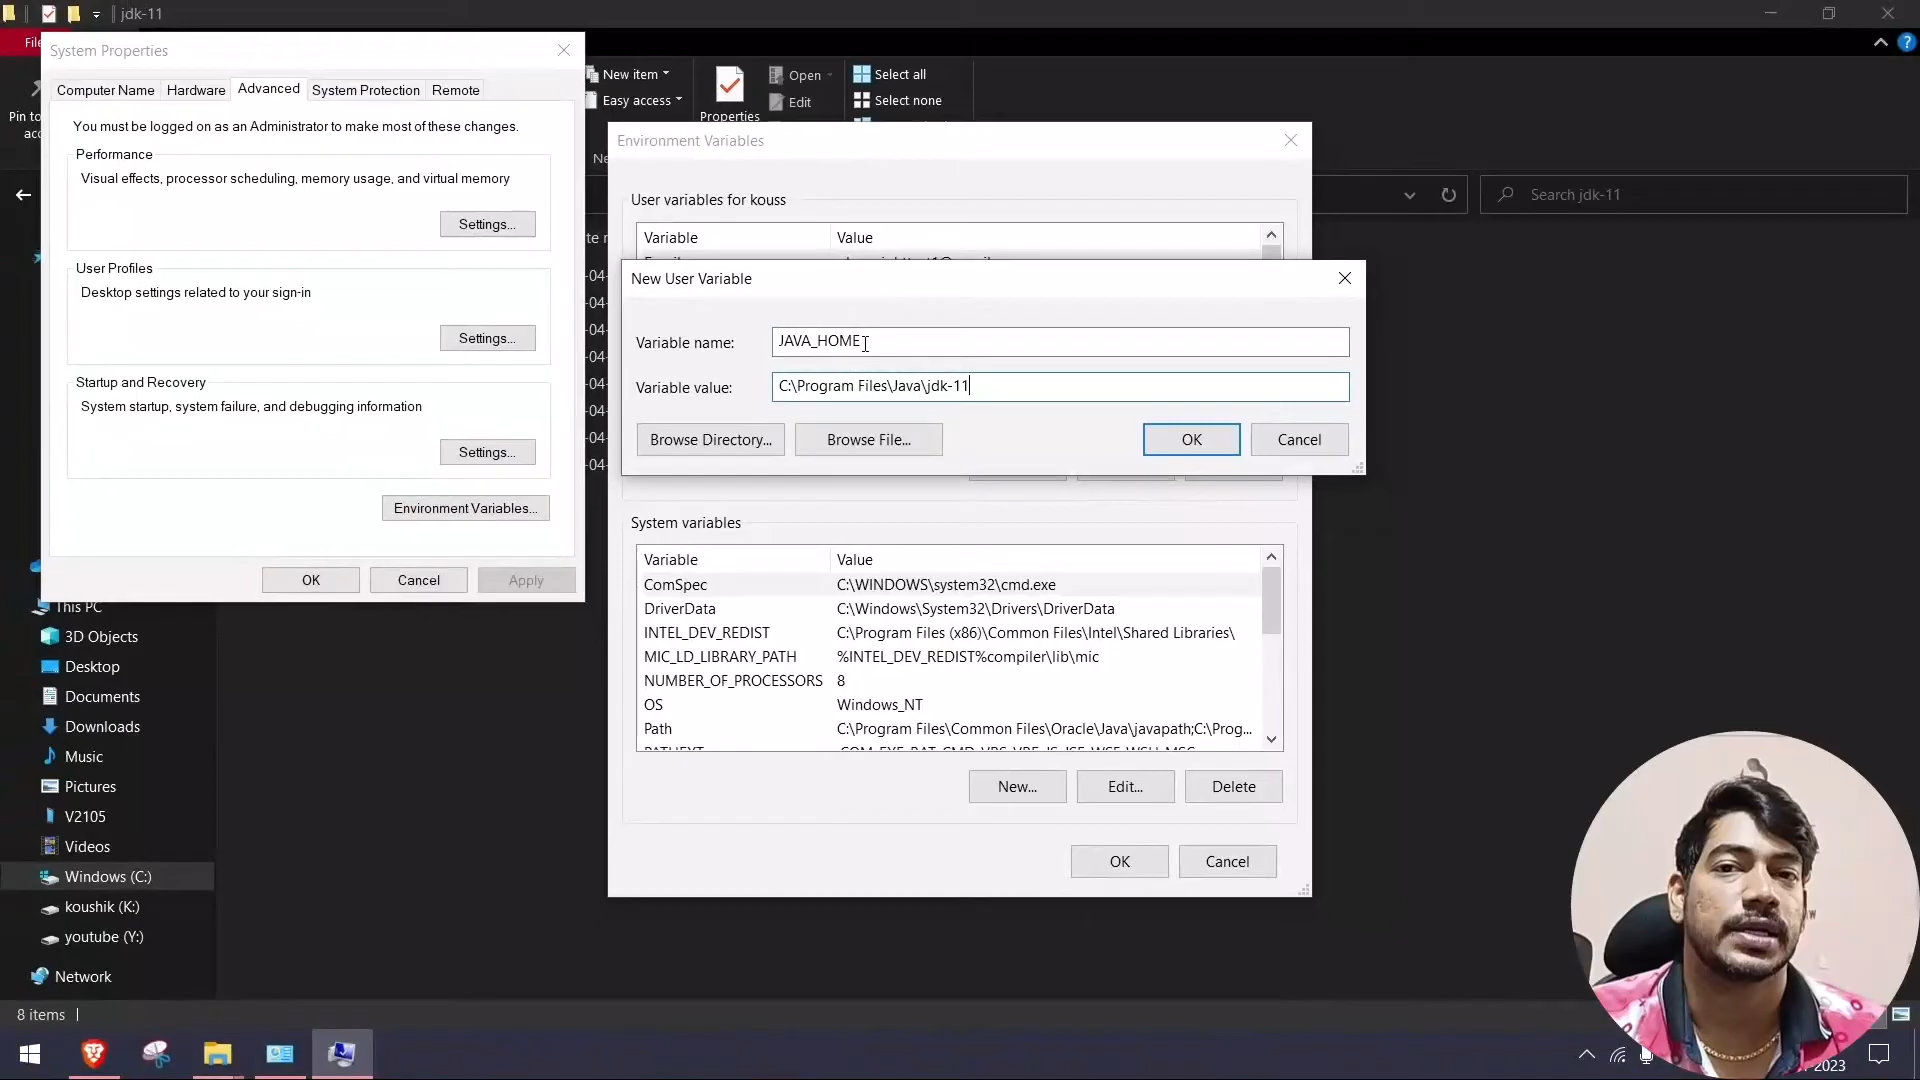 jdk-11
File
System Properties
Computer Name
Hardware
Advanced
System Protection
Remote
You must be logged on as an Administrator to make most of these changes.
Performance
Visual effects, processor scheduling, memory usage, and virtual memory
Settings...
User Profiles
Desktop settings related to your sign-in
Settings...
Startup and Recovery
System startup, system failure, and debugging information
Settings...
Environment Variables...
OK
Cancel
Apply
Pin to
New item
Easy access
Properties
Open
Edit
Select all
Select none
Search jdk-11
Environment Variables
User variables for kouss
Variable Value
New User Variable
Variable name: JAVA_HOME
Variable value: C:\Program Files\Java\jdk-11
Browse Directory...
Browse File...
OK
Cancel
System variables
Variable Value
ComSpec C:\WINDOWS\system32\cmd.exe
DriverData C:\Windows\System32\Drivers\DriverData
INTEL_DEV_REDIST C:\Program Files (x86)\Common Files\Intel\Shared Libraries\
MIC_LD_LIBRARY_PATH %INTEL_DEV_REDIST%compiler\lib\mic
NUMBER_OF_PROCESSORS 8
OS Windows_NT
Path C:\Program Files\Common Files\Oracle\Java\javapath;C:\Prog...
New...
Edit...
Delete
OK
Cancel
This PC
3D Objects
Desktop
Documents
Downloads
Music
Pictures
V2105
Videos
Windows (C:)
koushik (K:)
youtube (Y:)
Network
8 items
2023